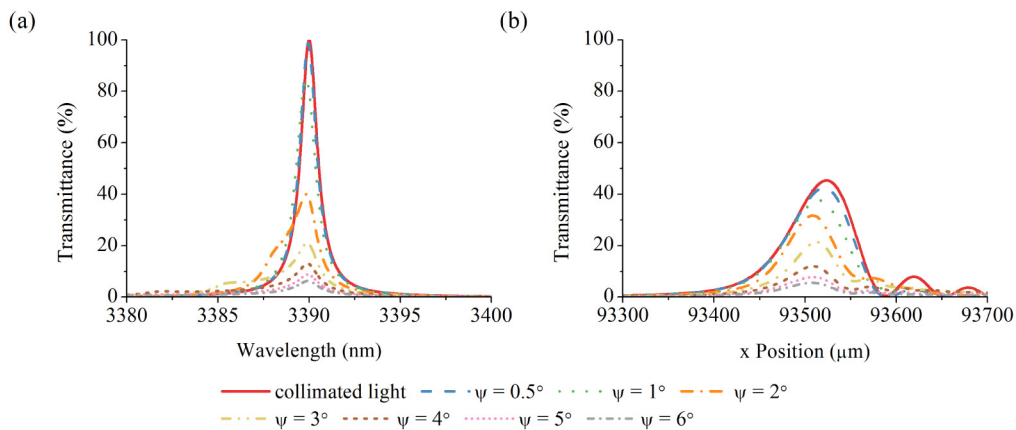 (a)
(b)
100
80
60
40
20
0
Transmittance (%)
3380
3385
3390
3395
3400
Wavelength (nm)
100
80
60
40
20
0
Transmittance (%)
93300
93400
93500
93600
93700
x Position (µm)
collimated light ψ = 0.5° ψ = 1° ψ = 2°
ψ = 3° ψ = 4° ψ = 5° ψ = 6°